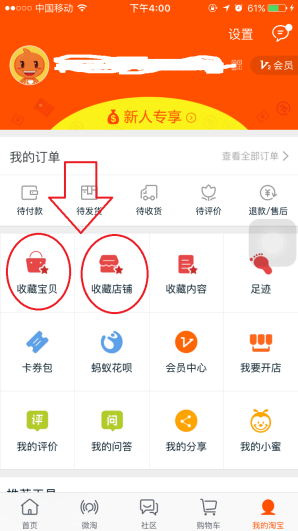 中国移动 下午4:00 61%
设置
V3 会员
新人专享
我的订单 查看全部订单
待付款 待发货 待收货 待评价 退款/售后
收藏宝贝 收藏店铺 收藏内容 足迹
卡券包 蚂蚁花呗 会员中心 我要开店
评 问
我的评价 我的问答 我的分享 我的小蜜
首页 微淘 社区 购物车 我的淘宝